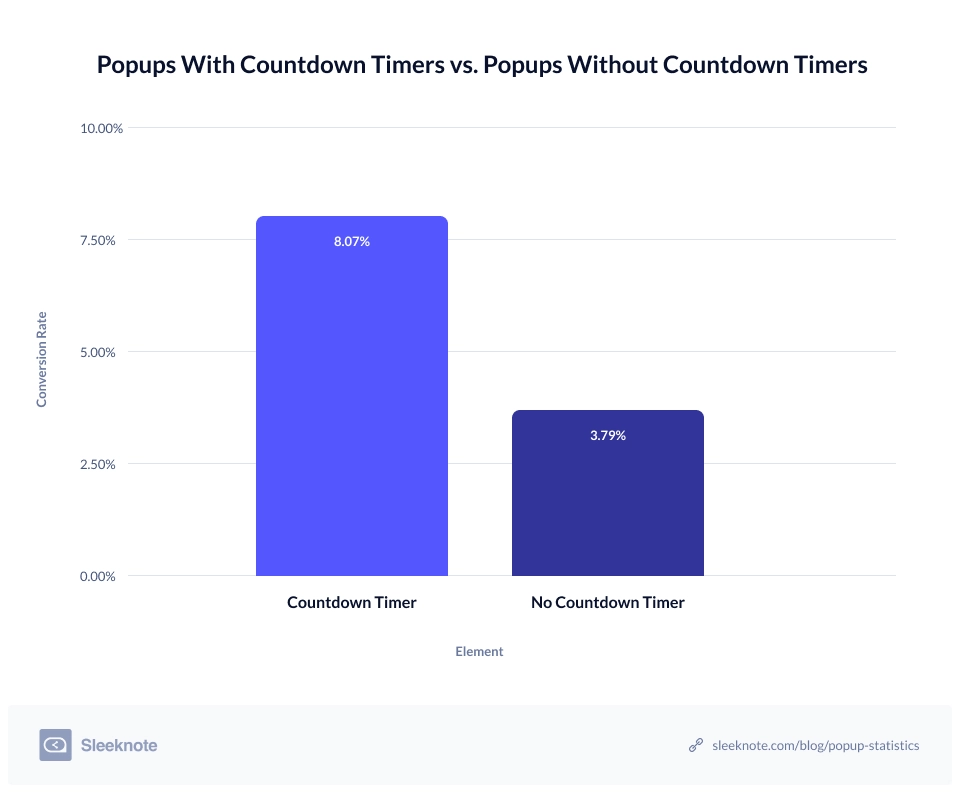 Popups With Countdown Timers vs. Popups Without Countdown Timers
10.00%
7.50%
5.00%
2.50%
0.00%
Conversion Rate
8.07%
3.79%
Countdown Timer
No Countdown Timer
Element
Sleeknote
sleeknote.com/blog/popup-statistics